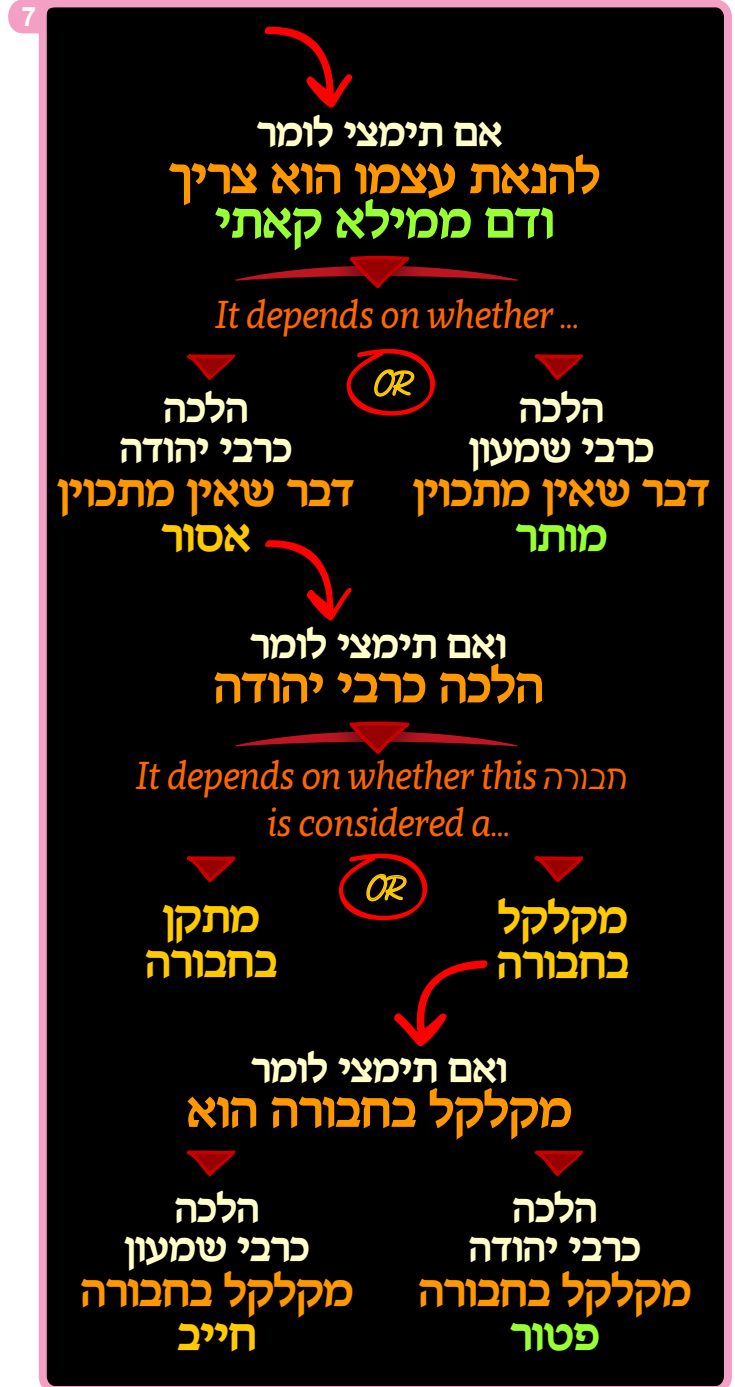 7
אם תימצי לומר
להנאת עצמו הוא צריך
ודם ממילא קאתי
It depends on whether ...
OR
הלכה
כרבי שמעון
דבר שאין מתכוין
מותר
הלכה
כרבי יהודה
דבר שאין מתכוין
אסור
ואם תימצי לומר
הלכה כרבי יהודה
It depends on whether this חבורה
is considered a...
OR
מקלקל
בחבורה
מתקן
בחבורה
ואם תימצי לומר
מקלקל בחבורה הוא
הלכה
כרבי יהודה
מקלקל בחבורה
פטור
הלכה
כרבי שמעון
מקלקל בחבורה
חייב